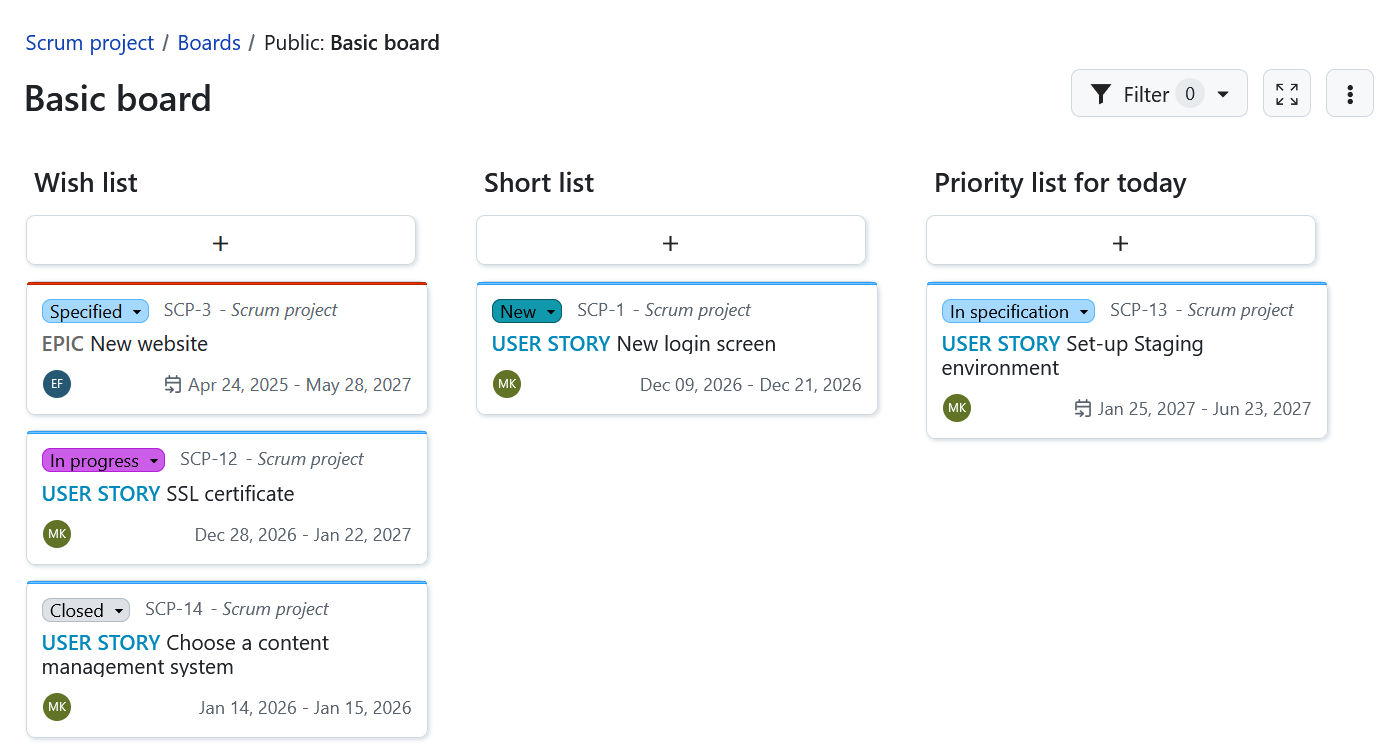 Scrum project / Boards / Public: Basic board
Basic board
Filter 0
Wish list
+
Specified SCP-3 - Scrum project
EPIC New website
EF Apr 24, 2025 - May 28, 2027
In progress SCP-12 - Scrum project
USER STORY SSL certificate
MK Dec 28, 2026 - Jan 22, 2027
Closed SCP-14 - Scrum project
USER STORY Choose a content
management system
MK Jan 14, 2026 - Jan 15, 2026
Short list
+
New SCP-1 - Scrum project
USER STORY New login screen
MK Dec 09, 2026 - Dec 21, 2026
Priority list for today
+
In specification SCP-13 - Scrum project
USER STORY Set-up Staging
environment
MK Jan 25, 2027 - Jun 23, 2027